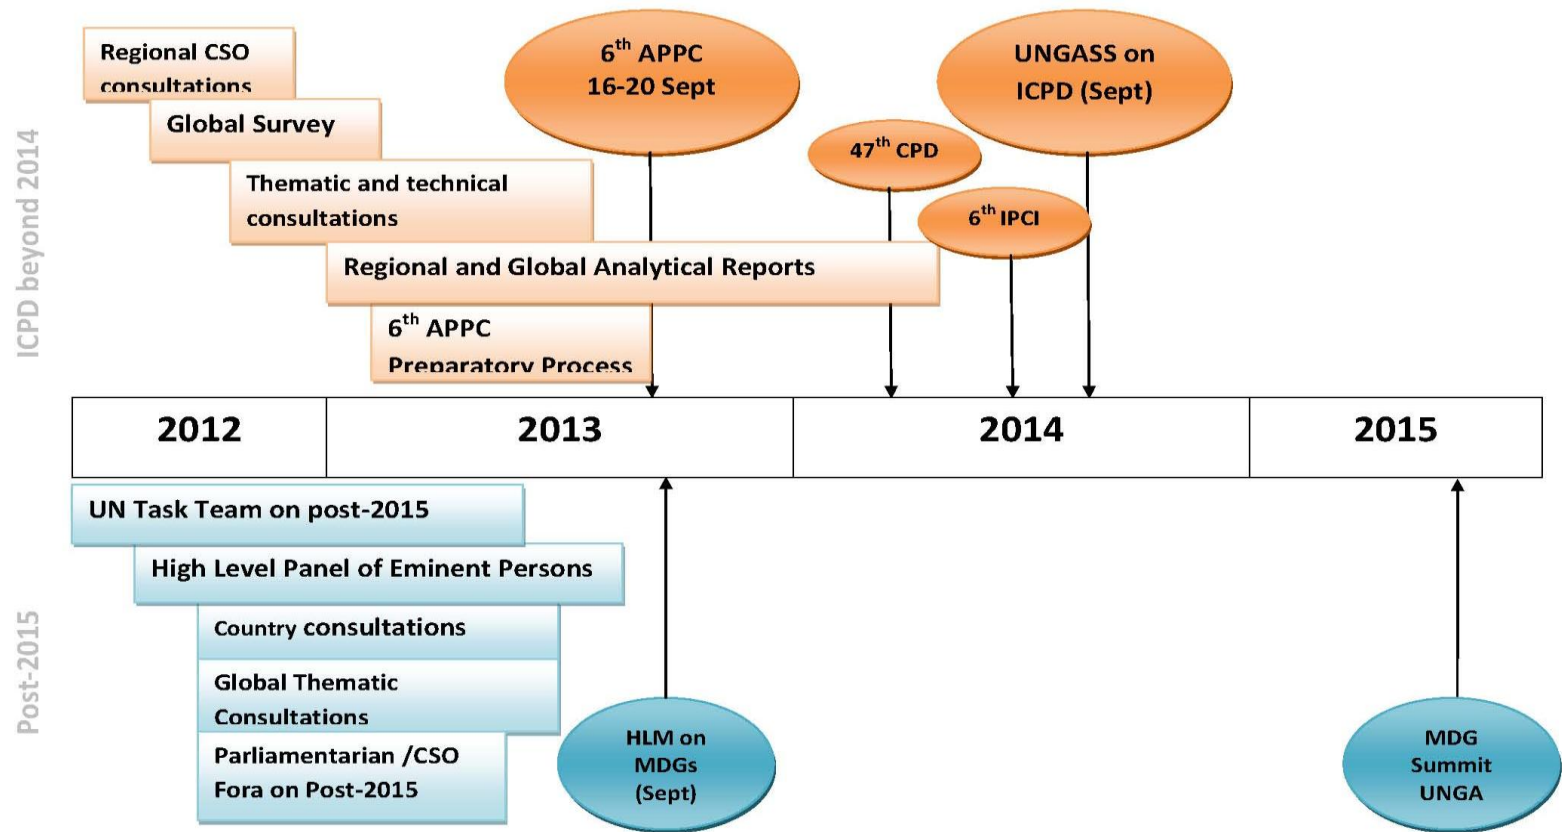 ICPD beyond 2014
Regional CSO
consultations
Global Survey
Thematic and technical
consultations
Regional and Global Analytical Reports
6th APPC
Preparatory Process
6th APPC
16-20 Sept
47th CPD
6th IPCI
UNGASS on
ICPD (Sept)
2012
2013
2014
2015
Post-2015
UN Task Team on post-2015
High Level Panel of Eminent Persons
Country consultations
Global Thematic
Consultations
Parliamentarian /CSO
Fora on Post-2015
HLM on
MDGs
(Sept)
MDG
Summit
UNGA